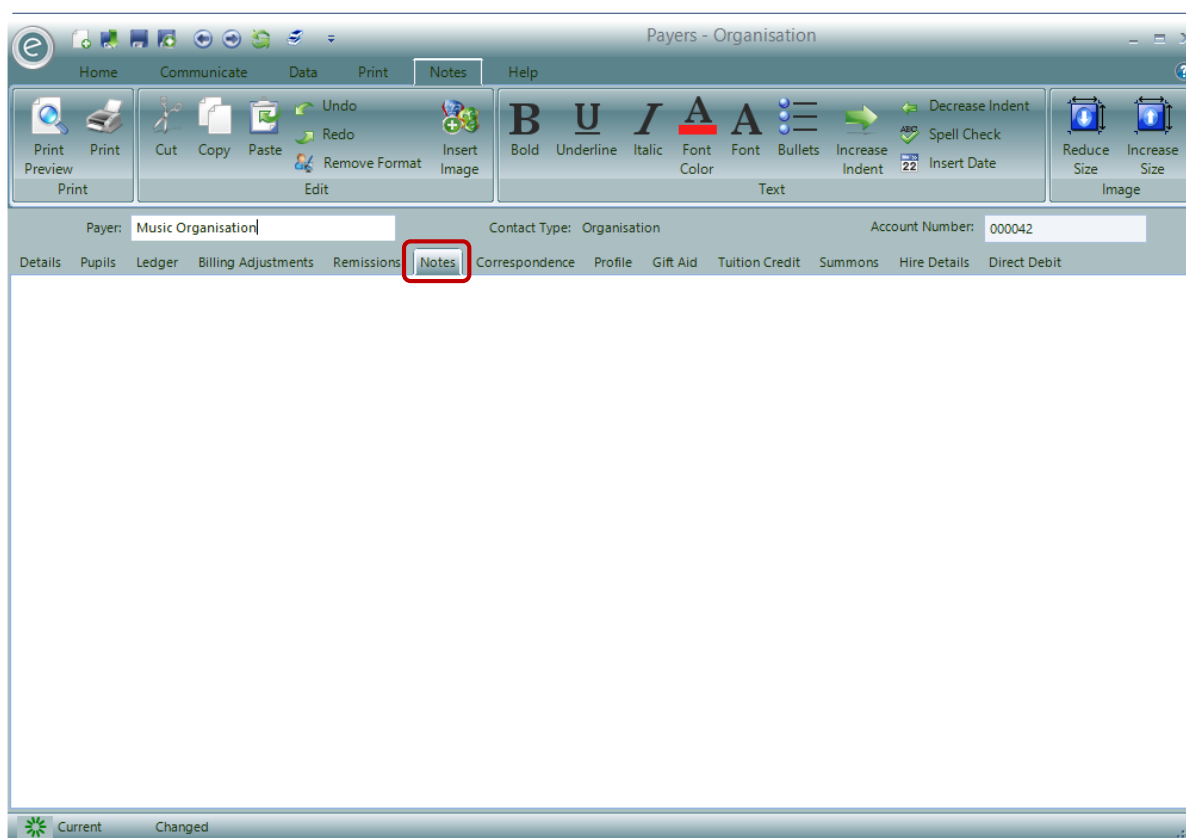 e
Payers - Organisation
Home Communicate Data Print Notes Help
Print Preview Print Cut Copy Paste Undo Redo Remove Format Insert Image B Bold U Underline I Italic A Font Color A Font Bullets Increase Indent Decrease Indent ABC Spell Check 22 Insert Date Reduce Size Increase Size
Print Edit Text Image
Payer: Music Organisation Contact Type: Organisation Account Number: 000042
Details Pupils Ledger Billing Adjustments Remissions Notes Correspondence Profile Gift Aid Tuition Credit Summons Hire Details Direct Debit
Current Changed